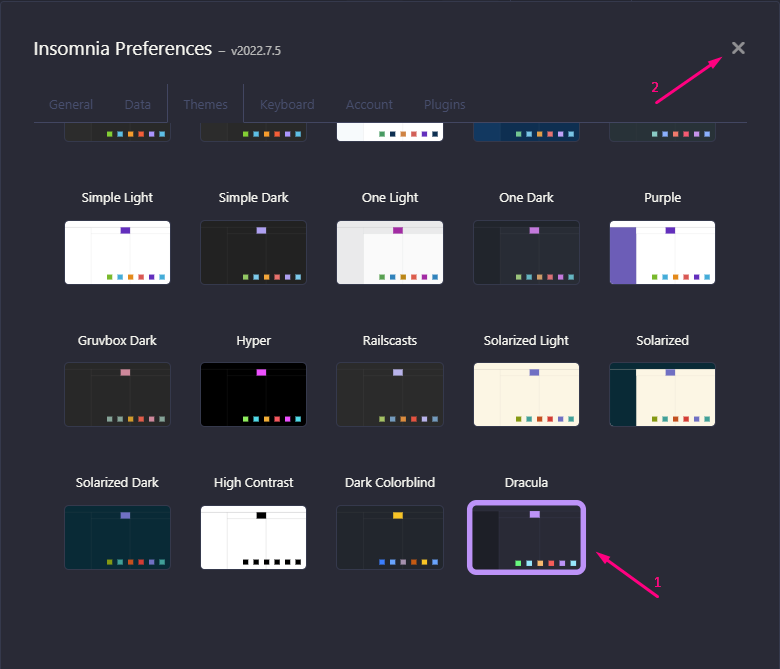 Insomnia Preferences – v2022.7.5
2
General Data Themes Keyboard Account Plugins
Simple Light Simple Dark One Light One Dark Purple
Gruvbox Dark Hyper Railscasts Solarized Light Solarized
Solarized Dark High Contrast Dark Colorblind Dracula
1